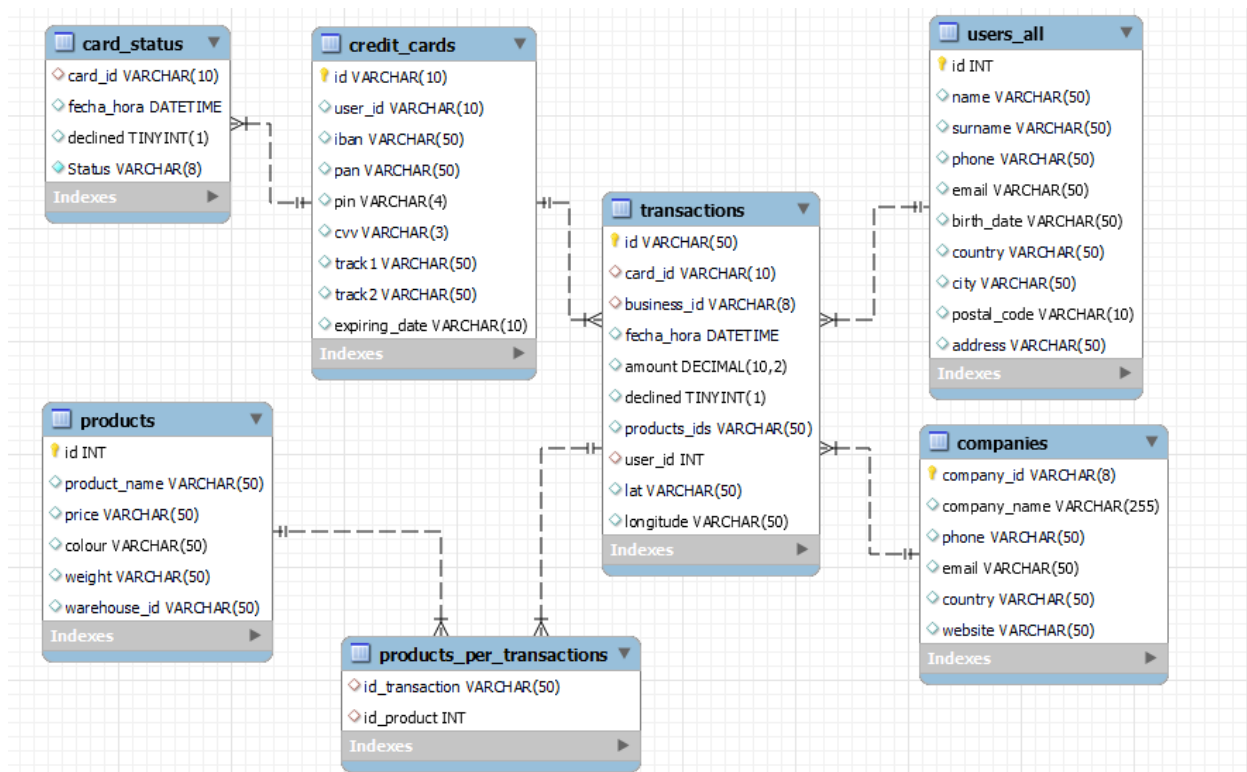 card_status
card_id VARCHAR(10)
fecha_hora DATETIME
declined TINYINT(1)
Status VARCHAR(8)
Indexes
credit_cards
id VARCHAR(10)
user_id VARCHAR(10)
iban VARCHAR(50)
pan VARCHAR(50)
pin VARCHAR(4)
cvv VARCHAR(3)
track1 VARCHAR(50)
track2 VARCHAR(50)
expiring_date VARCHAR(10)
Indexes
users_all
id INT
name VARCHAR(50)
surname VARCHAR(50)
phone VARCHAR(50)
email VARCHAR(50)
birth_date VARCHAR(50)
country VARCHAR(50)
city VARCHAR(50)
postal_code VARCHAR(10)
address VARCHAR(50)
Indexes
transactions
id VARCHAR(50)
card_id VARCHAR(10)
business_id VARCHAR(8)
fecha_hora DATETIME
amount DECIMAL(10,2)
declined TINYINT(1)
products_ids VARCHAR(50)
user_id INT
lat VARCHAR(50)
longitude VARCHAR(50)
Indexes
products
id INT
product_name VARCHAR(50)
price VARCHAR(50)
colour VARCHAR(50)
weight VARCHAR(50)
warehouse_id VARCHAR(50)
Indexes
companies
company_id VARCHAR(8)
company_name VARCHAR(255)
phone VARCHAR(50)
email VARCHAR(50)
country VARCHAR(50)
website VARCHAR(50)
Indexes
products_per_transactions
id_transaction VARCHAR(50)
id_product INT
Indexes